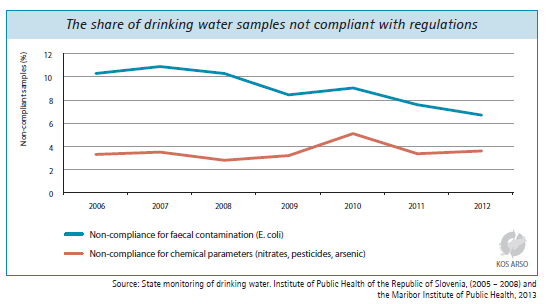 The share of drinking water samples not compliant with regulations
Non-compliant samples (%)
12
10
8
6
4
2
0
2006 2007 2008 2009 2010 2011 2012
Non-compliance for faecal contamination (E. coli)
Non-compliance for chemical parameters (nitrates, pesticides, arsenic)
KOS ARSO
Source: State monitoring of drinking water. Institute of Public Health of the Republic of Slovenia, (2005 – 2008) and
the Maribor Institute of Public Health, 2013